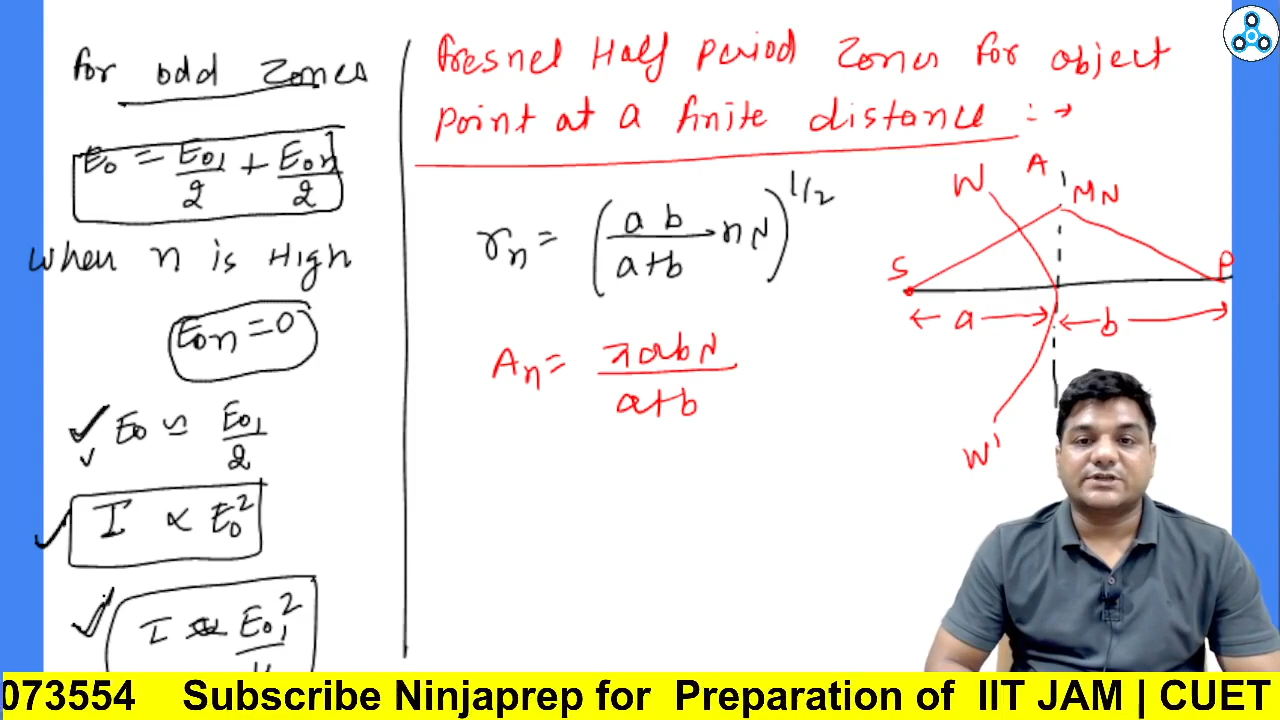 for odd Zones
E₀ = E₀₁/2 + E₀n/2
When n is High
E₀n = 0
E₀ ≃ E₀₁/2
I ∝ E₀²
I ≈ E₀₁²/4
Fresnel Half period Zones for object
point at a finite distance :→
rₙ = (ab/(a+b) nλ)^1/2
Aₙ = πabλ/(a+b)
W A
MN
S P
a b
W'
073554 Subscribe Ninjaprep for Preparation of IIT JAM | CUET